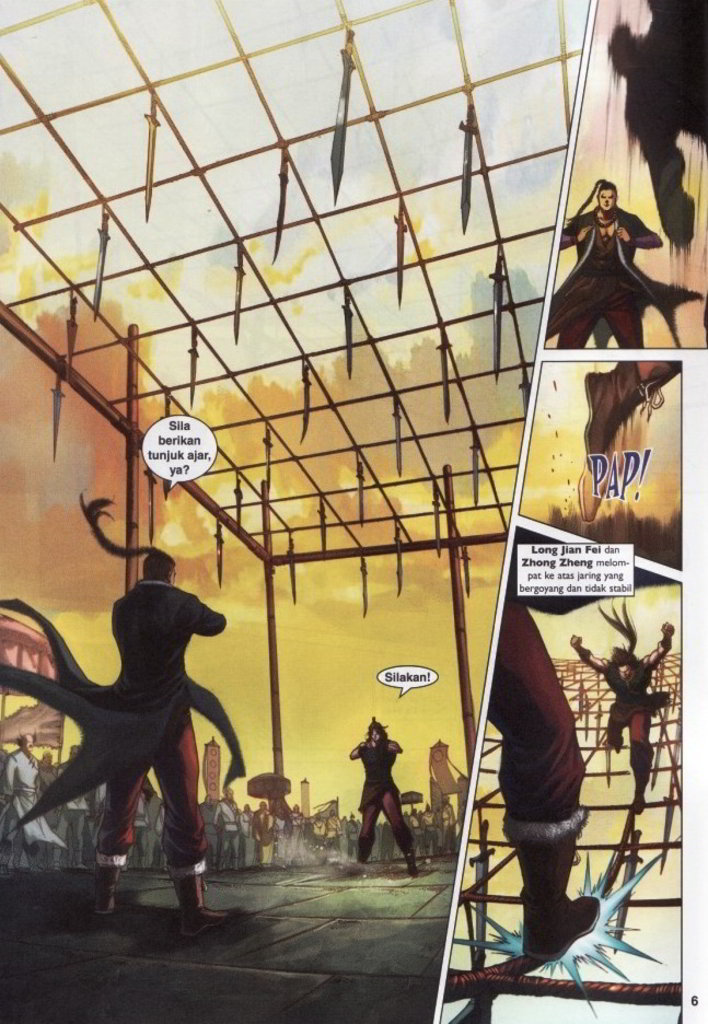 Sila
berikan
tunjuk ajar,
ya?
Silakan!
PAP!
Long Jian Fei dan
Zhong Zheng melom-
pat ke atas jaring yang
bergoyang dan tidak stabil
6